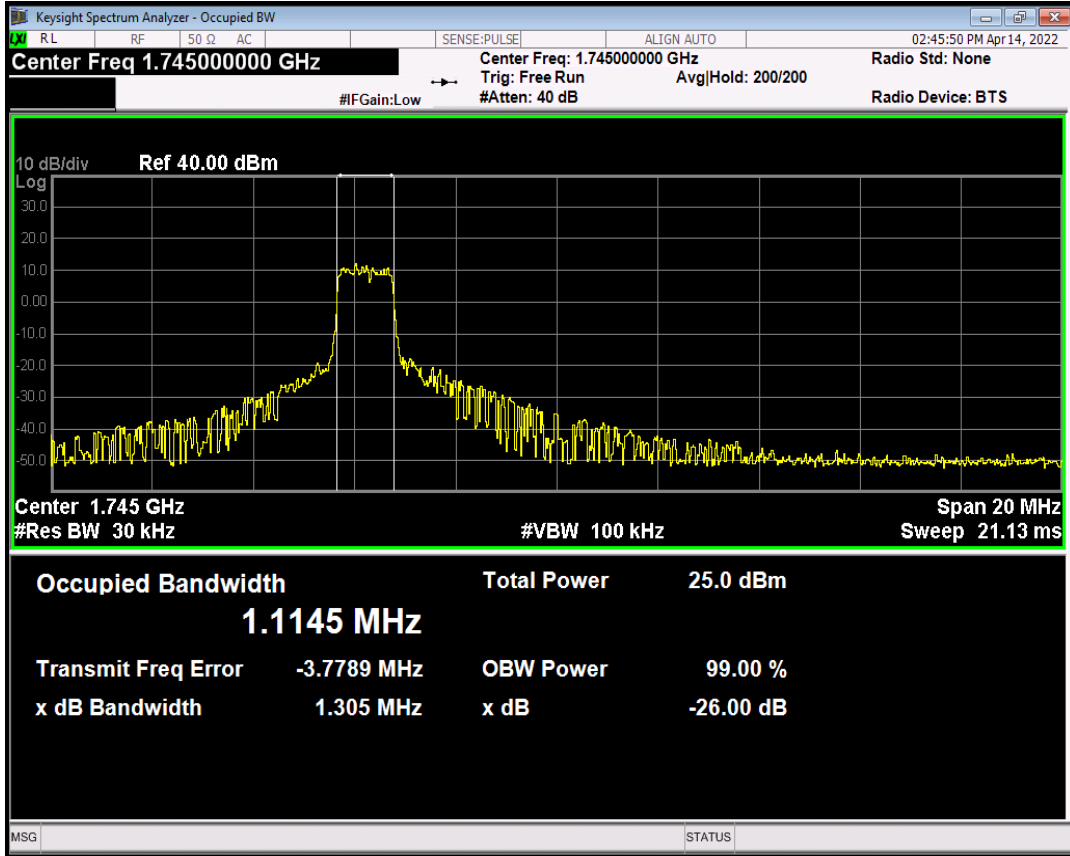 Keysight Spectrum Analyzer - Occupied BW
LXI RL RF 50 Ω AC SENSE:PULSE ALIGN AUTO 02:45:50 PM Apr 14, 2022
Center Freq 1.745000000 GHz
Center Freq: 1.745000000 GHz
Radio Std: None
Trig: Free Run Avg|Hold: 200/200
#IFGain:Low #Atten: 40 dB
Radio Device: BTS
10 dB/div Ref 40.00 dBm
Log
30.0
20.0
10.0
0.00
-10.0
-20.0
-30.0
-40.0
-50.0
Center 1.745 GHz Span 20 MHz
#Res BW 30 kHz #VBW 100 kHz Sweep 21.13 ms
Occupied Bandwidth Total Power 25.0 dBm
1.1145 MHz
Transmit Freq Error -3.7789 MHz OBW Power 99.00 %
x dB Bandwidth 1.305 MHz x dB -26.00 dB
MSG STATUS